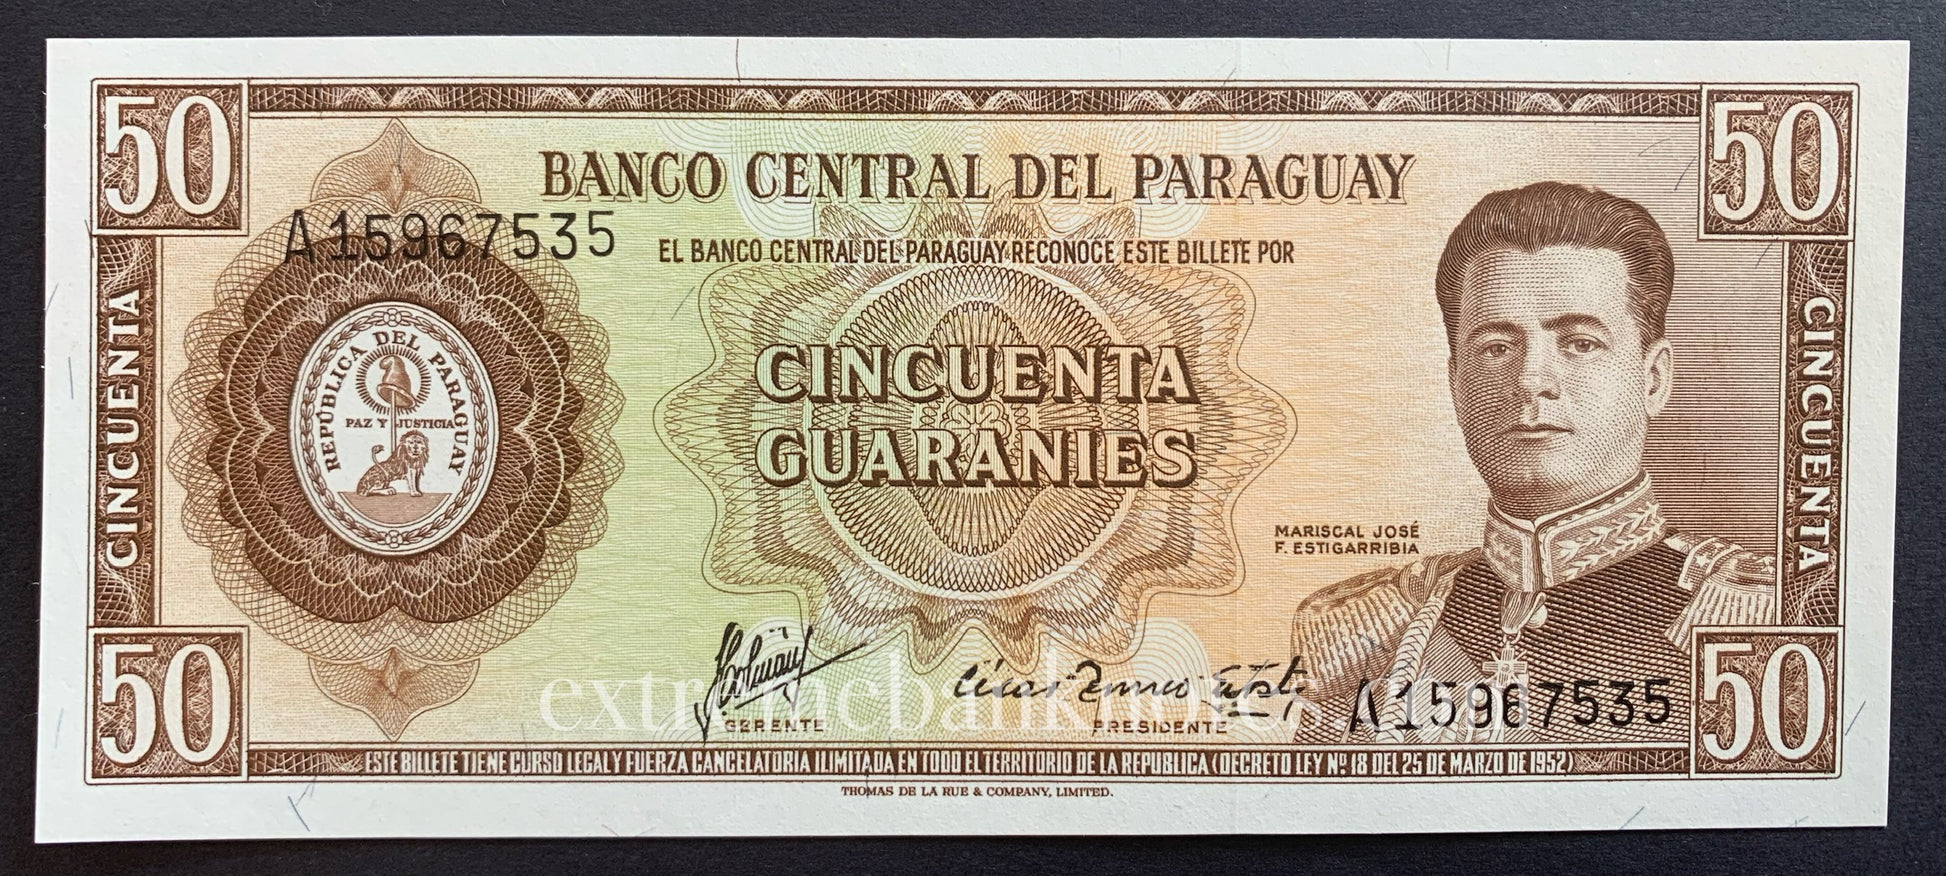 50
50
BANCO CENTRAL DEL PARAGUAY
A15967535
EL BANCO CENTRAL DEL PARAGUAY RECONOCE ESTE BILLETE POR
CINCUENTA
CINCUENTA
REPÚBLICA DEL PARAGUAY
PAZ Y JUSTICIA
CINCUENTA
GUARANIES
MARISCAL JOSÉ
F. ESTIGARRIBIA
GERENTE
PRESIDENTE
A15967535
50
50
ESTE BILLETE TIENE CURSO LEGAL Y FUERZA CANCELATORIA ILIMITADA EN TODO EL TERRITORIO DE LA REPUBLICA (DECRETO LEY Nº 18 DEL 25 DE MARZO DE 1952)
THOMAS DE LA RUE & COMPANY, LIMITED.